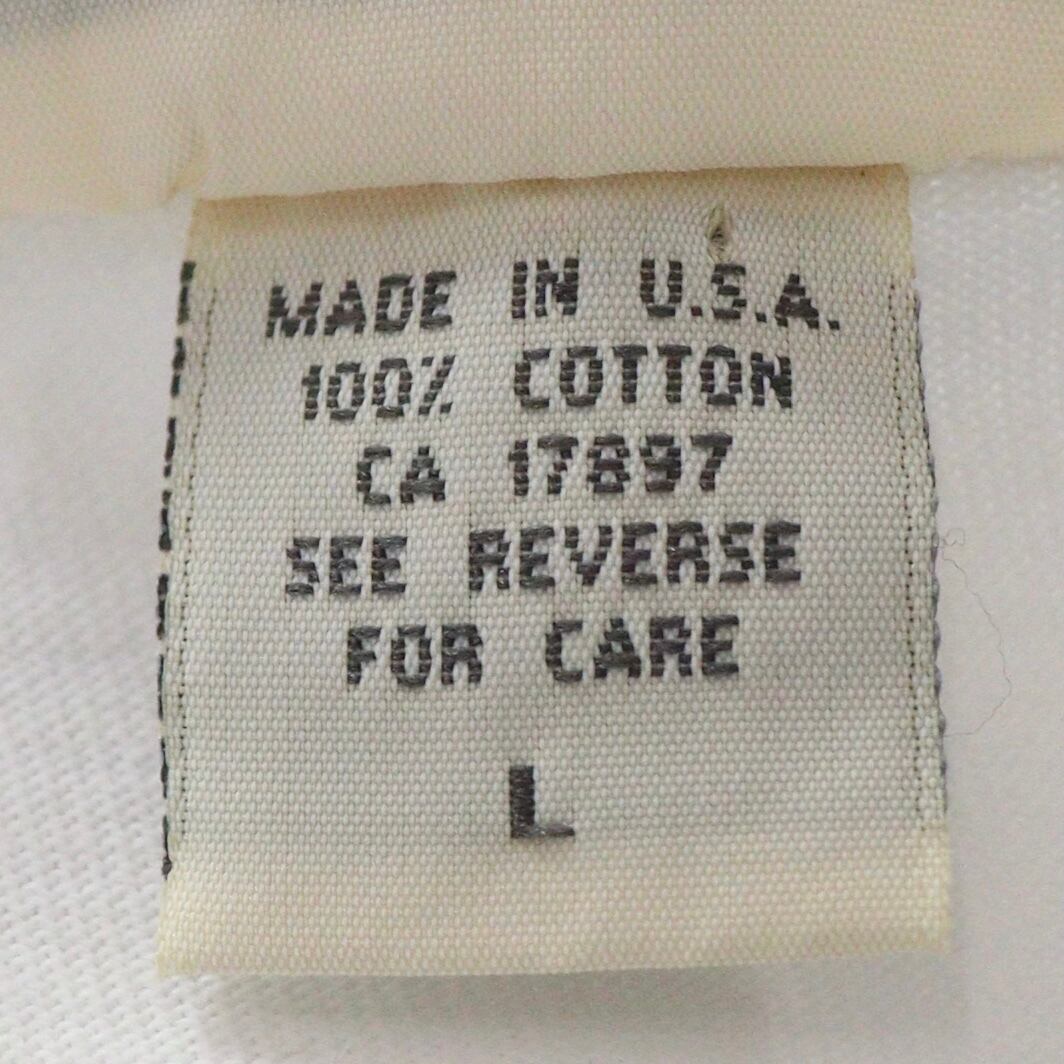 MADE IN U.S.A.
100% COTTON
CA 17897
SEE REVERSE
FOR CARE
L